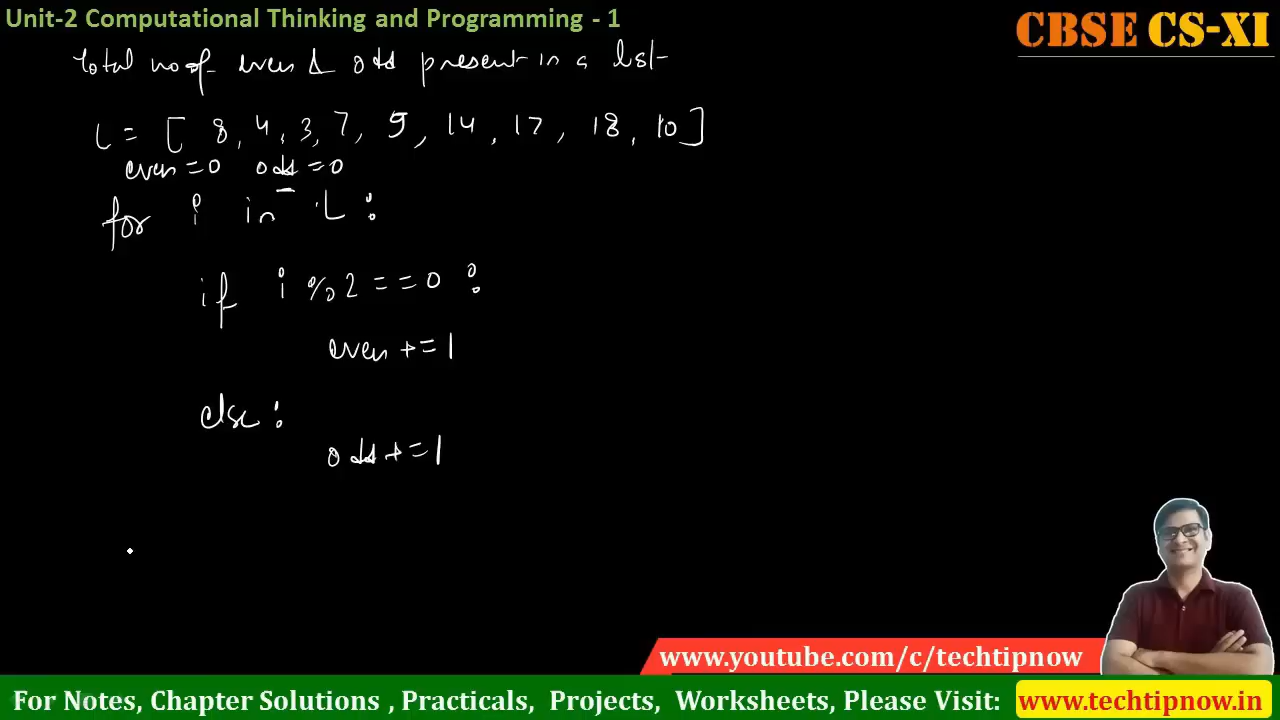 Unit-2 Computational Thinking and Programming - 1
CBSE CS-XI
Total no of even & odd present in a list
L = [ 8, 4, 3, 7, 9, 14, 17, 18, 10]
even = 0 odd = 0
for i in L :
if i % 2 == 0 :
even += 1
else :
odd += 1
www.youtube.com/c/techtipnow
For Notes, Chapter Solutions , Practicals, Projects, Worksheets, Please Visit: www.techtipnow.in